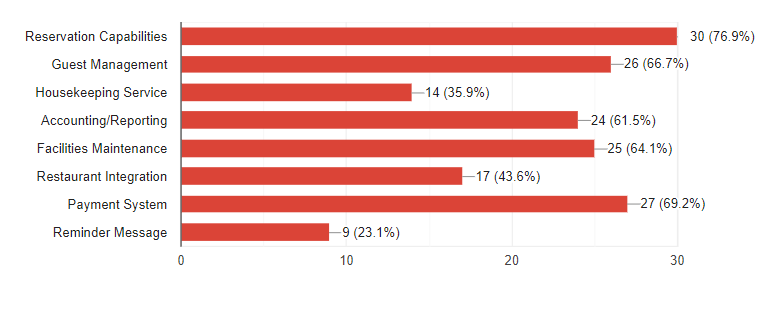 Reservation Capabilities 30 (76.9%)
Guest Management 26 (66.7%)
Housekeeping Service 14 (35.9%)
Accounting/Reporting 24 (61.5%)
Facilities Maintenance 25 (64.1%)
Restaurant Integration 17 (43.6%)
Payment System 27 (69.2%)
Reminder Message 9 (23.1%)
0 10 20 30